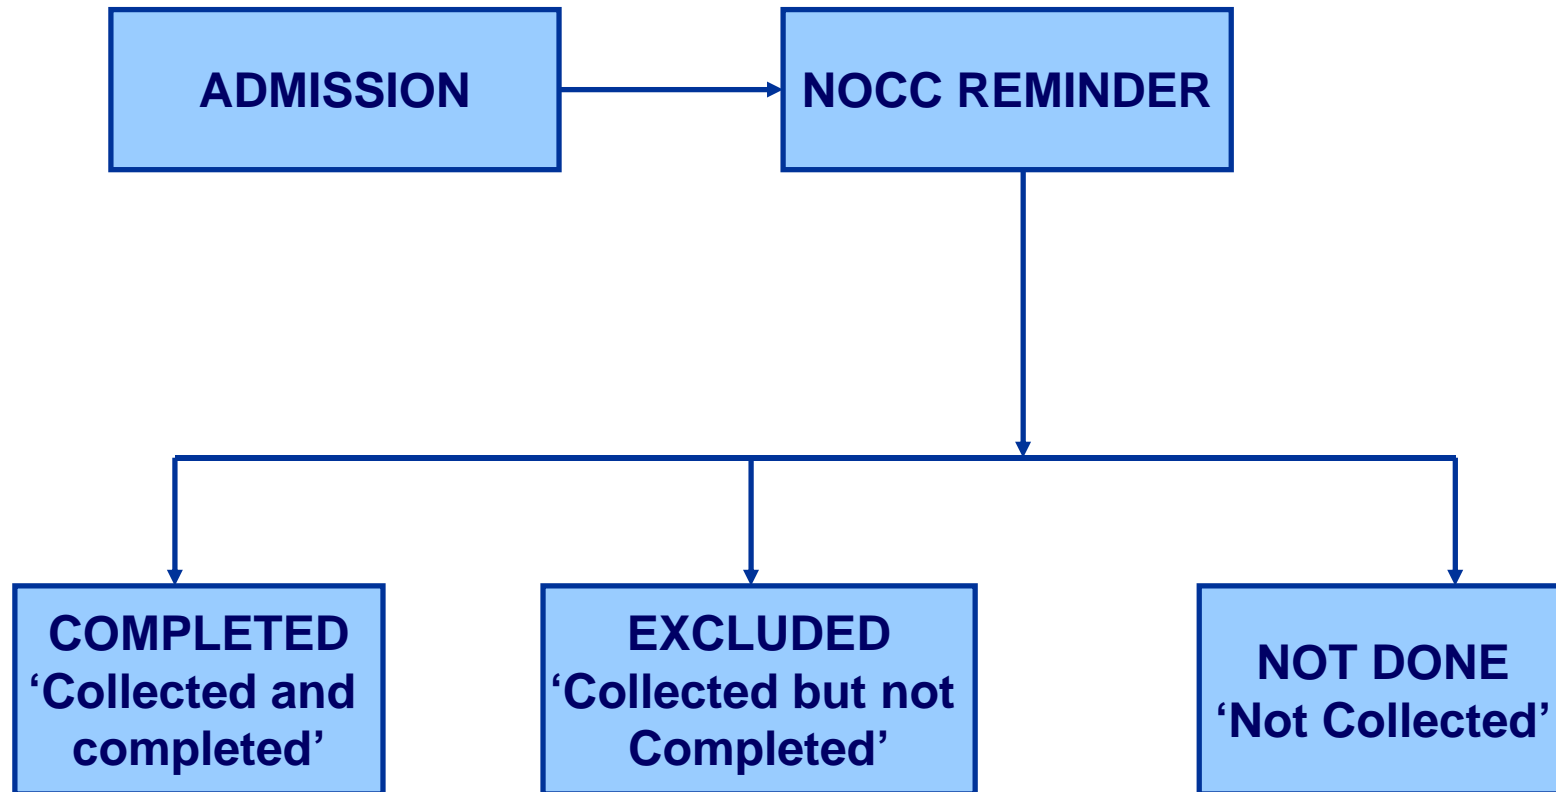 ADMISSION
NOCC REMINDER
COMPLETED
‘Collected and
completed’
EXCLUDED
‘Collected but not
Completed’
NOT DONE
‘Not Collected’